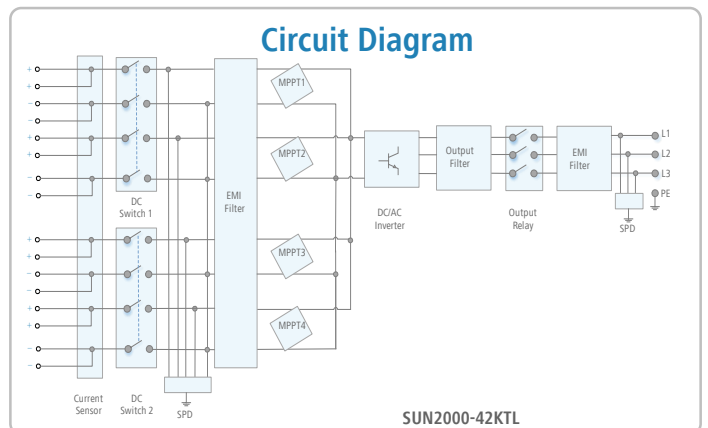 Circuit Diagram
+
+
−
−
+
+
−
−
+
+
−
−
+
+
−
−
DC
Switch 1
EMI
Filter
MPPT1
MPPT2
MPPT3
MPPT4
DC/AC
Inverter
Output
Filter
Output
Relay
EMI
Filter
L1
L2
L3
PE
SPD
Current
Sensor
DC
Switch 2
SPD
SUN2000-42KTL